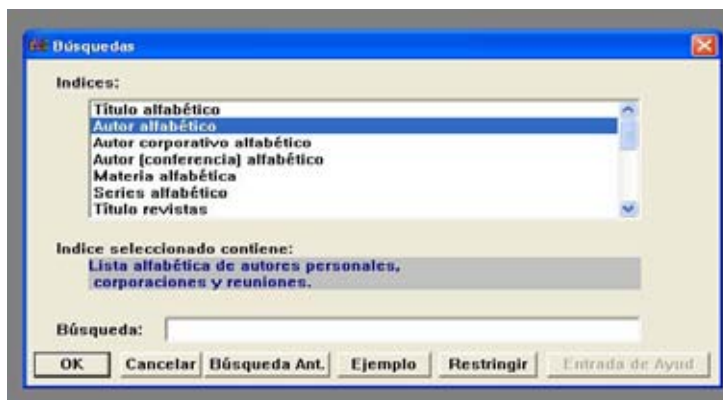 Búsquedas
Indices:
Título alfabético
Autor alfabético
Autor corporativo alfabético
Autor (conferencia) alfabético
Materia alfabética
Series alfabético
Título revistas
Indice seleccionado contiene:
Lista alfabética de autores personales,
corporaciones y reuniones.
Búsqueda:
OK Cancelar Búsqueda Ant. Ejemplo Restringir Entrada de Ayud